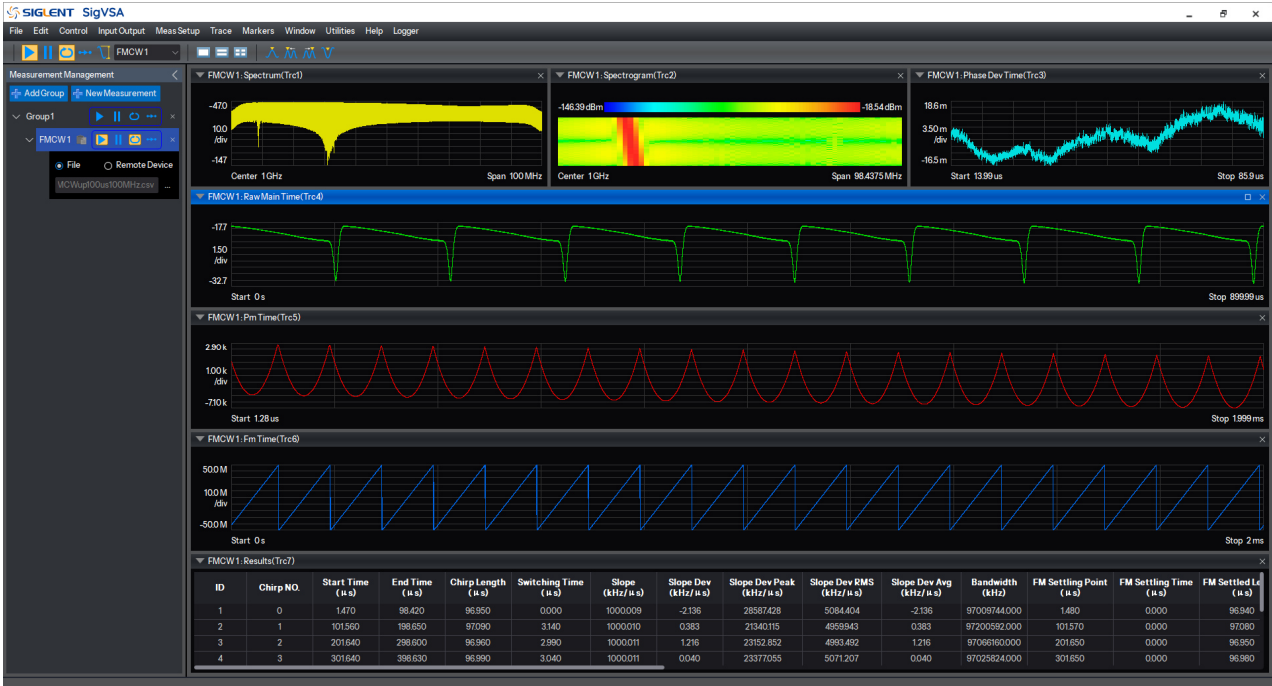 SIGLENT SigVSA
File Edit Control Input Output Meas Setup Trace Markers Window Utilities Help Logger
FMCW1
Measurement Management
Add Group New Measurement
Group1
FMCW1
File Remote Device
MCWup100us100MHz.csv ...
FMCW1: Spectrum(Trc1)
-47.0
10.0
/div
-147
Center 1 GHz Span 100 MHz
FMCW1: Spectrogram(Trc2)
-146.39 dBm -18.54 dBm
Center 1 GHz Span 98.4375 MHz
FMCW1: Phase Dev Time(Trc3)
18.6 m
3.50 m
/div
-16.5 m
Start 13.99 us Stop 85.9 us
FMCW1: Raw Main Time(Trc4)
-17.7
1.50
/div
-32.7
Start 0 s Stop 899.99 us
FMCW1: Pm Time(Trc5)
2.90 k
1.00 k
/div
-7.10 k
Start 1.28 us Stop 1.999 ms
FMCW1: Fm Time(Trc6)
50.0 M
10.0 M
/div
-50.0 M
Start 0 s Stop 2 ms
FMCW1: Results(Trc7)
ID Chirp NO. Start Time (μs) End Time (μs) Chirp Length (μs) Switching Time (μs) Slope (kHz/μs) Slope Dev (kHz/μs) Slope Dev Peak (kHz/μs) Slope Dev RMS (kHz/μs) Slope Dev Avg (kHz/μs) Bandwidth (kHz) FM Settling Point (μs) FM Settling Time (μs) FM Settled Le (μs)
1 0 1.470 98.420 96.950 0.000 1000.009 -2.136 28587.428 5084.404 -2.136 97009744.000 1.480 0.000 96.940
2 1 101.560 198.650 97.090 3.140 1000.010 0.383 21340.115 4959.943 0.383 97200592.000 101.570 0.000 97.080
3 2 201.640 298.600 96.960 2.990 1000.011 1.216 23152.852 4993.492 1.216 97066160.000 201.650 0.000 96.950
4 3 301.640 398.630 96.990 3.040 1000.011 0.040 23377.055 5071.207 0.040 97025824.000 301.650 0.000 96.980